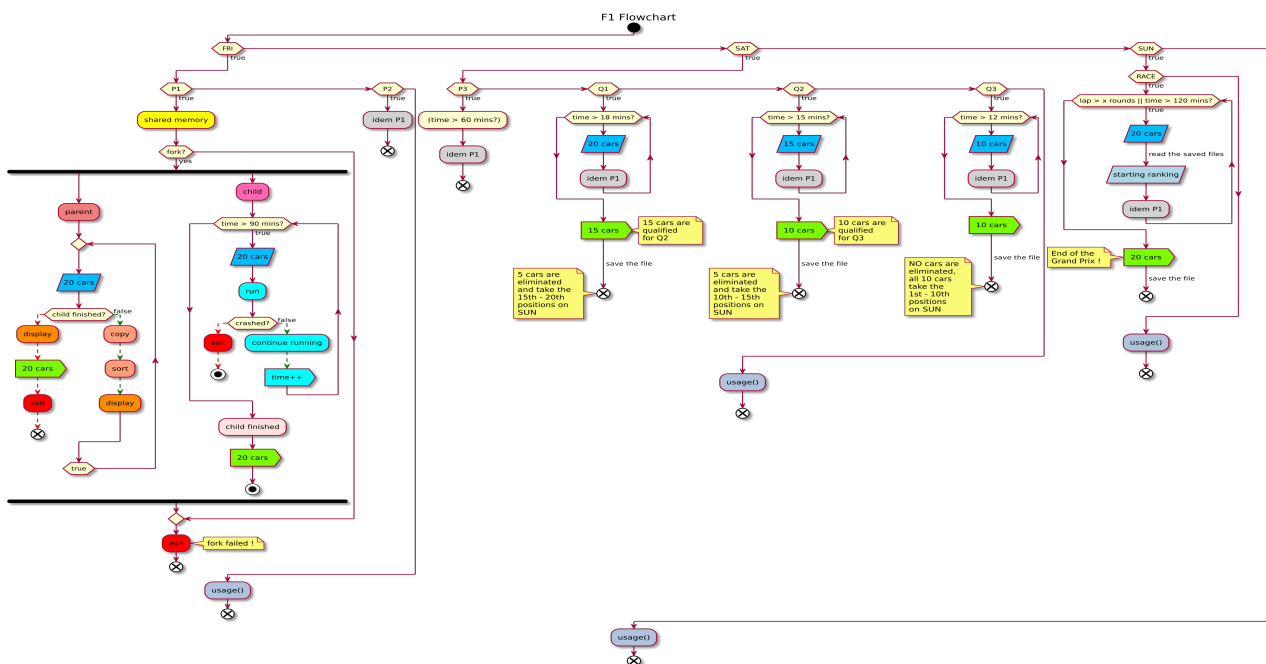 F1 Flowchart
FRI
true
SAT
true
SUN
true
P1
true
P2
true
P3
true
Q1
true
Q2
true
Q3
true
RACE
true
shared memory
idem P1
(time > 60 mins?)
idem P1
time > 18 mins?
20 cars
idem P1
15 cars
15 cars are
qualified
for Q2
save the file
5 cars are
eliminated
and take the
15th - 20th
positions on
SUN
time > 15 mins?
15 cars
idem P1
10 cars
10 cars are
qualified
for Q3
save the file
5 cars are
eliminated
and take the
10th - 15th
positions on
SUN
time > 12 mins?
10 cars
idem P1
10 cars
save the file
NO cars are
eliminated,
all 10 cars
take the
1st - 10th
positions
on SUN
usage()
lap > x rounds || time > 120 mins?
true
20 cars
read the saved files
starting ranking
idem P1
20 cars
End of the
Grand Prix !
save the file
usage()
fork?
yes
parent
20 cars
child finished?
false
display
20 cars
exit
copy
sort
display
true
child
time > 90 mins?
true
20 cars
run
crashed?
false
exit
continue running
time++
child finished
20 cars
exit
fork failed !
usage()
usage()